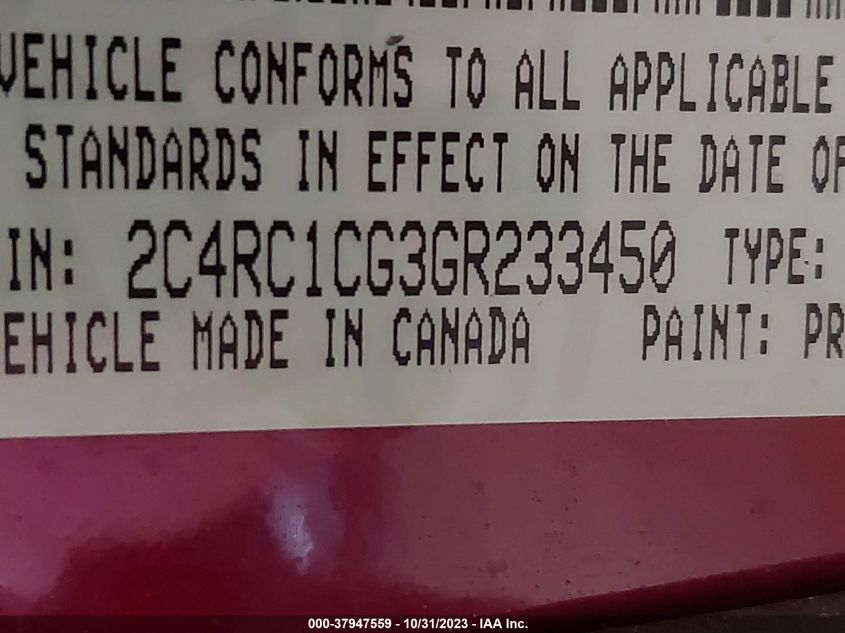 VEHICLE CONFORMS TO ALL APPLICABLE
STANDARDS IN EFFECT ON THE DATE OF
IN: 2C4RC1CG3GR233450 TYPE:
EHICLE MADE IN CANADA PAINT: PR
000-37947559 - 10/31/2023 - IAA Inc.